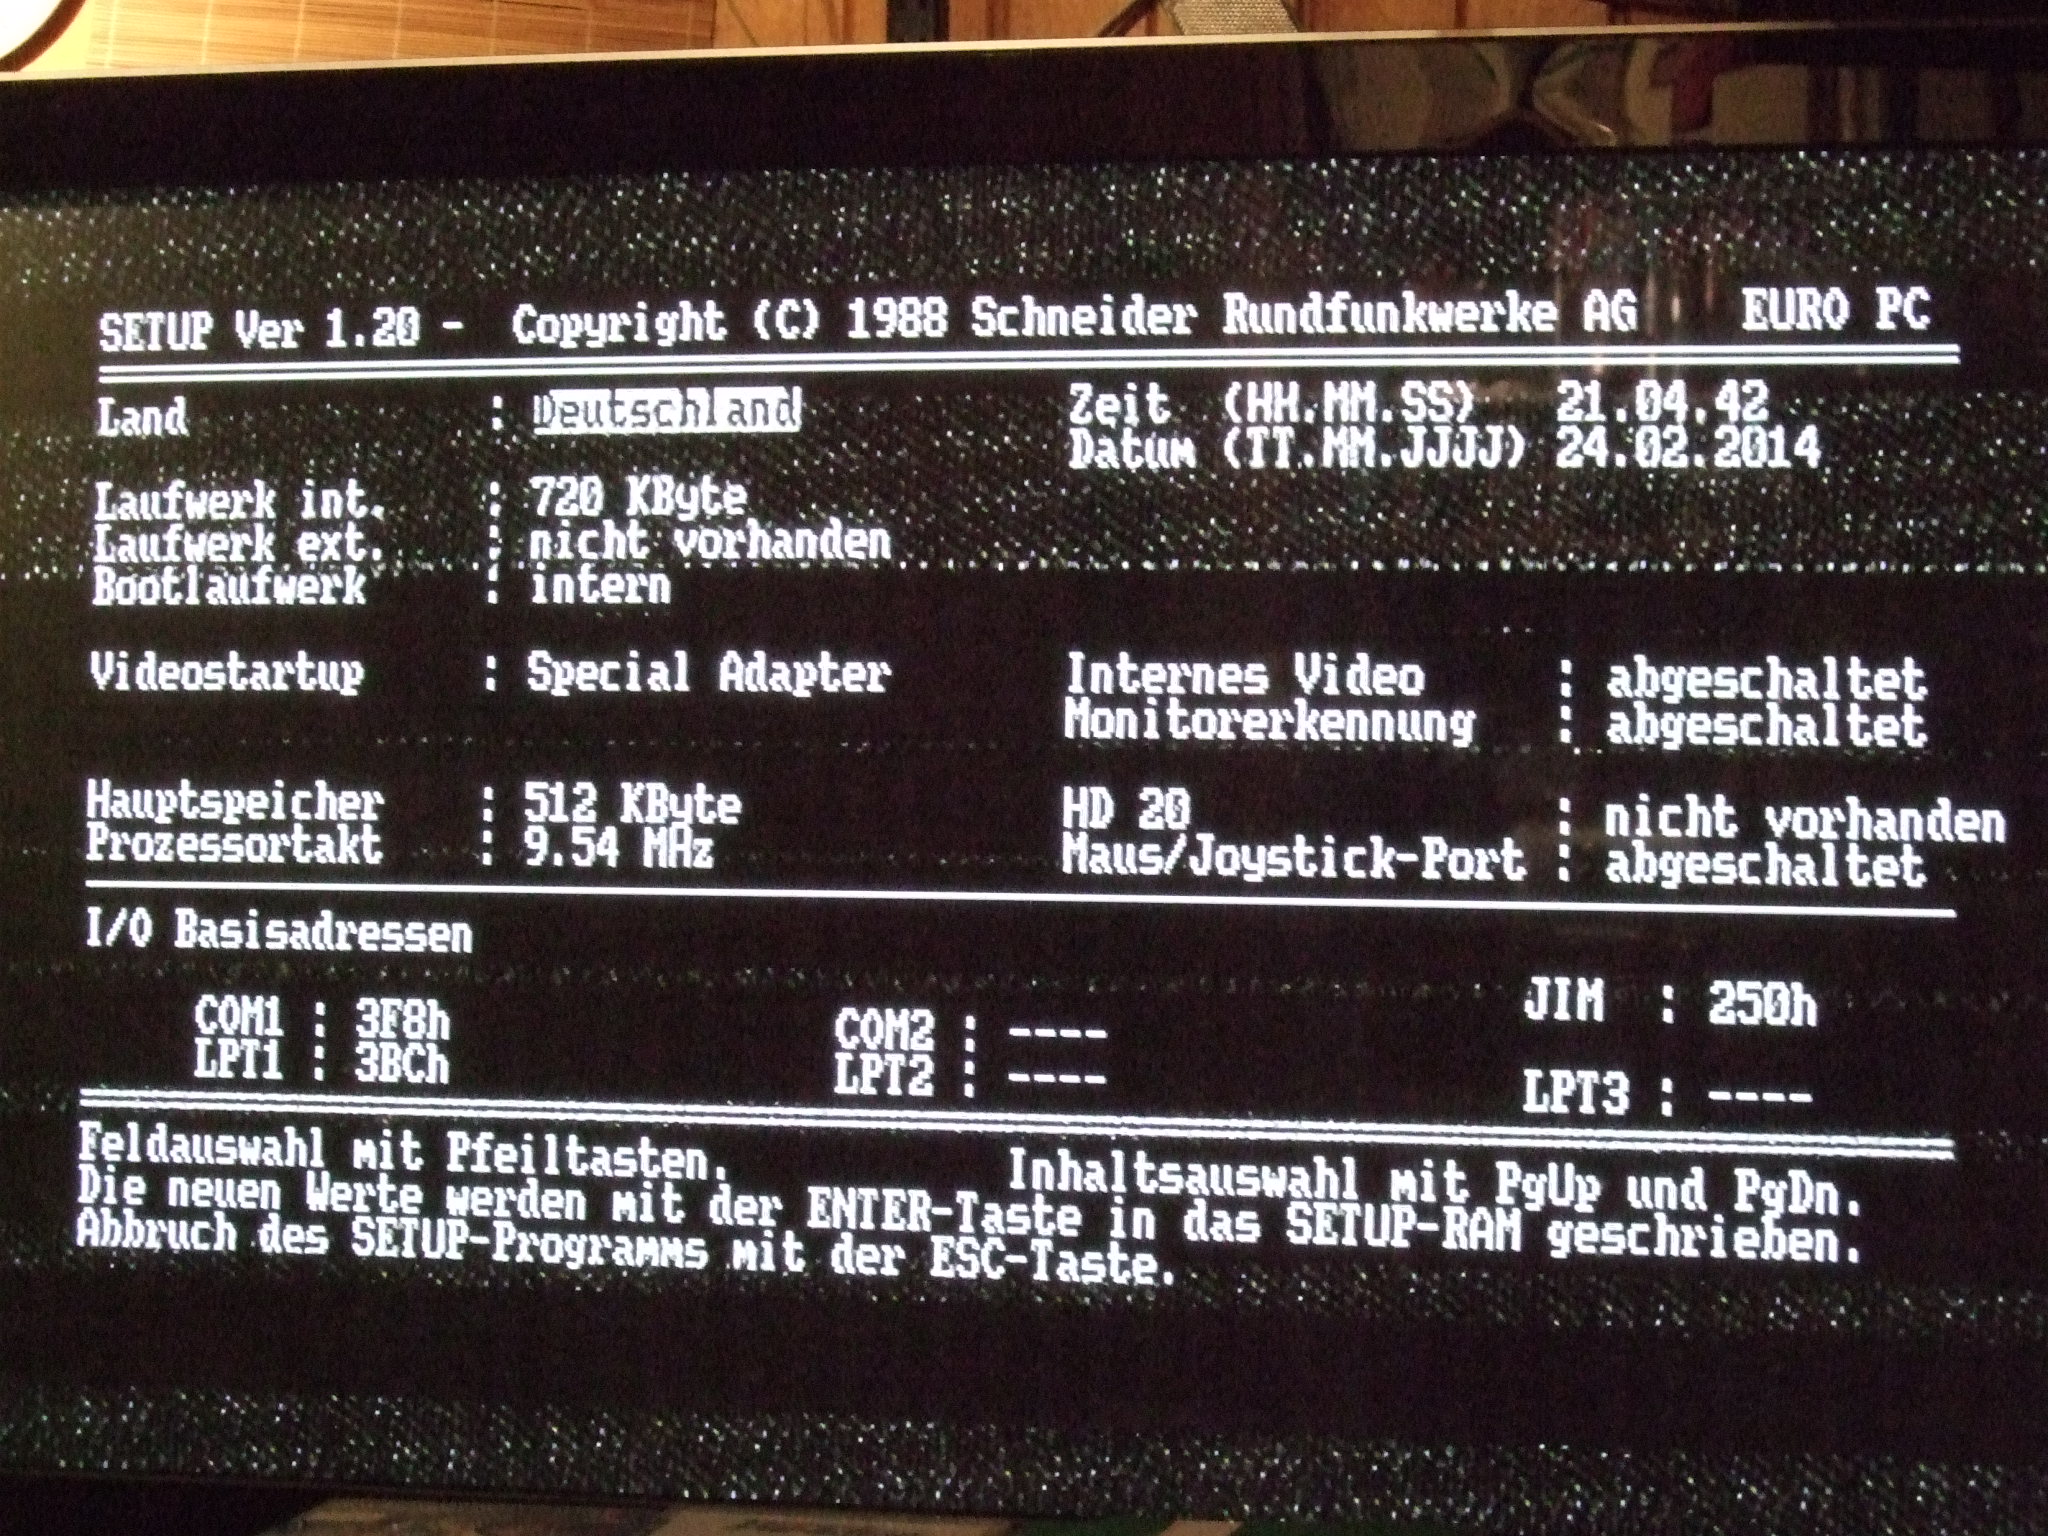 SETUP Ver 1.20 - Copyright (C) 1988 Schneider Rundfunkwerke AG EURO PC
Land : Deutschland Zeit (HH.MM.SS) 21.04.42
Datum (TT.MM.JJJJ) 24.02.2014
Laufwerk int. : 720 KByte
Laufwerk ext. : nicht vorhanden
Bootlaufwerk : intern
Videostartup : Special Adapter Internes Video : abgeschaltet
Monitorerkennung : abgeschaltet
Hauptspeicher : 512 KByte HD 20 : nicht vorhanden
Prozessortakt : 9.54 MHz Maus/Joystick-Port : abgeschaltet
I/O Basisadressen
JIM : 250h
COM1 : 3F8h COM2 : ----
LPT1 : 3BCh LPT2 : ---- LPT3 : ----
Feldauswahl mit Pfeiltasten. Inhaltsauswahl mit PgUp und PgDn.
Die neuen Werte werden mit der ENTER-Taste in das SETUP-RAM geschrieben.
Abbruch des SETUP-Programms mit der ESC-Taste.